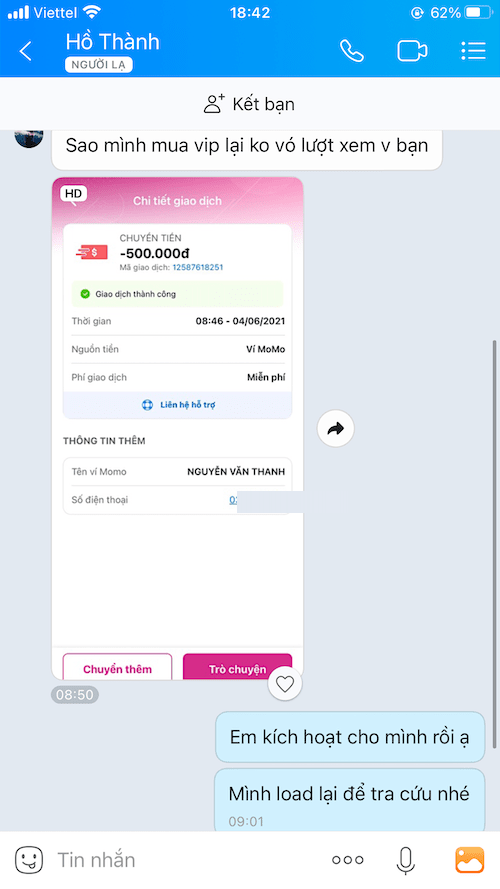 Viettel 18:42 62%
Hồ Thành
NGƯỜI LẠ
Kết bạn
Sao mình mua vip lại ko vó lượt xem v bạn
HD
Chi tiết giao dịch
CHUYỂN TIỀN
-500.000đ
Mã giao dịch: 12587618251
Giao dịch thành công
Thời gian 08:46 - 04/06/2021
Nguồn tiền Ví MoMo
Phí giao dịch Miễn phí
Liên hệ hỗ trợ
THÔNG TIN THÊM
Tên ví Momo NGUYÊN VĂN THANH
Số điện thoại
Chuyển thêm Trò chuyện
08:50
Em kích hoạt cho mình rồi ạ
Mình load lại để tra cứu nhé
09:01
Tin nhắn